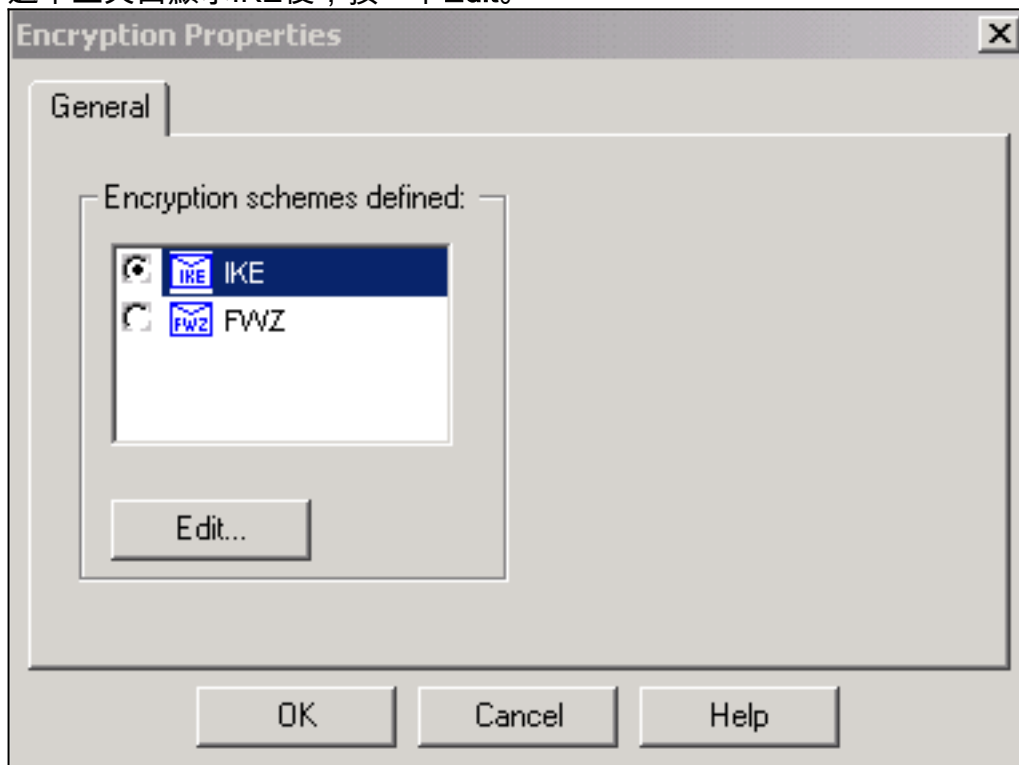 Encryption Properties
General
Encryption schemes defined:
IKE IKE
FWZ FWZ
Edit...
OK Cancel Help